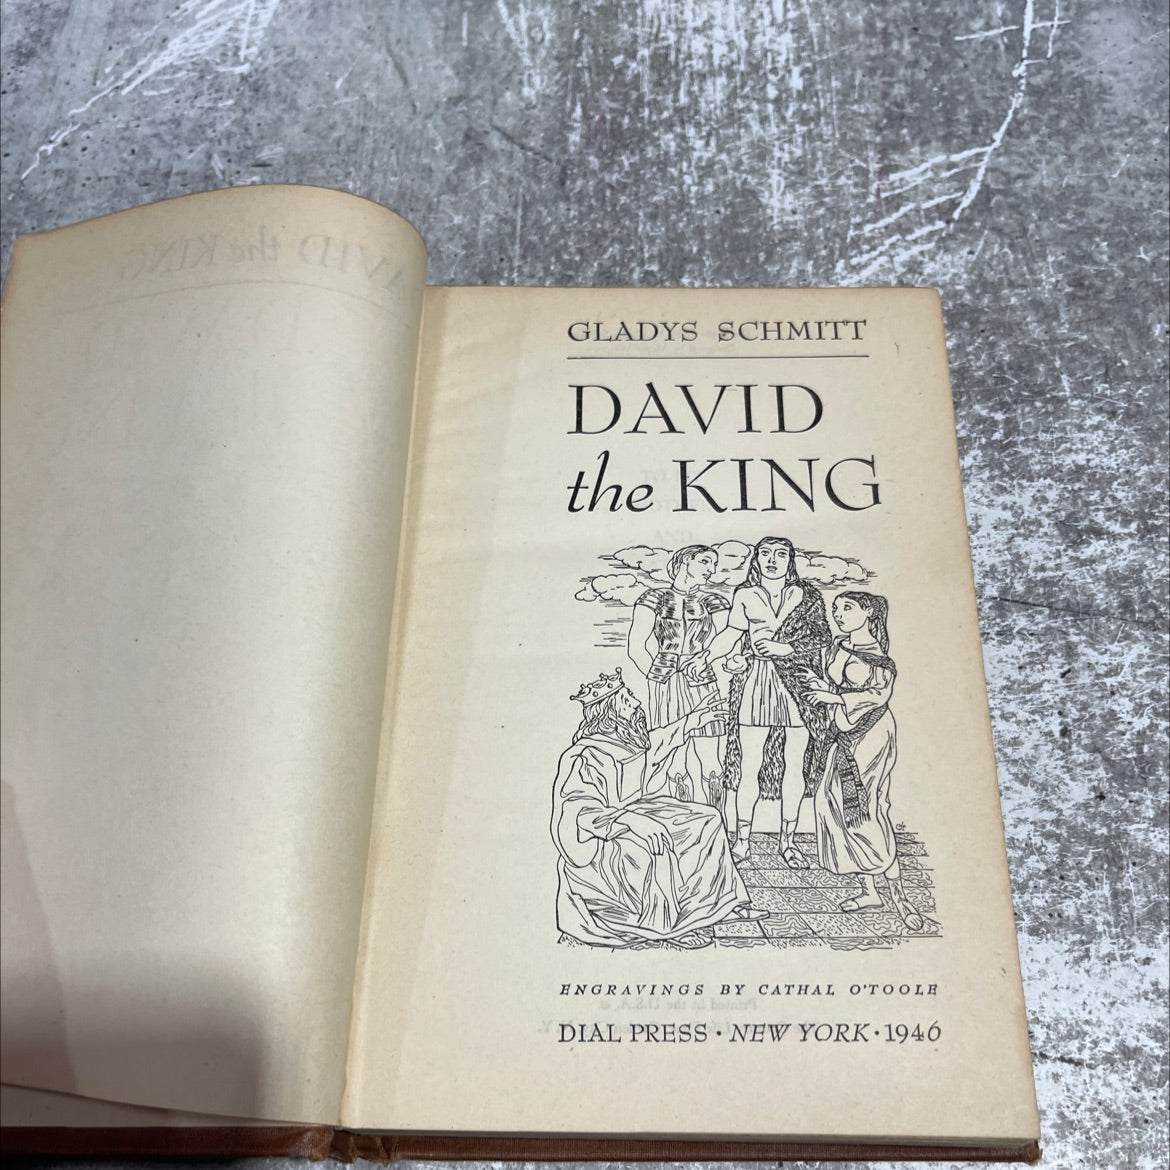 GLADYS SCHMITT
DAVID
the KING
ENGRAVINGS BY CATHAL O'TOOLE
DIAL PRESS · NEW YORK · 1946